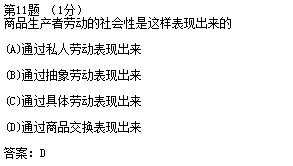 第11题 （1分）
商品生产者劳动的社会性是这样表现出来的
(A)通过私人劳动表现出来
(B)通过抽象劳动表现出来
(C)通过具体劳动表现出来
(D)通过商品交换表现出来
答案：D